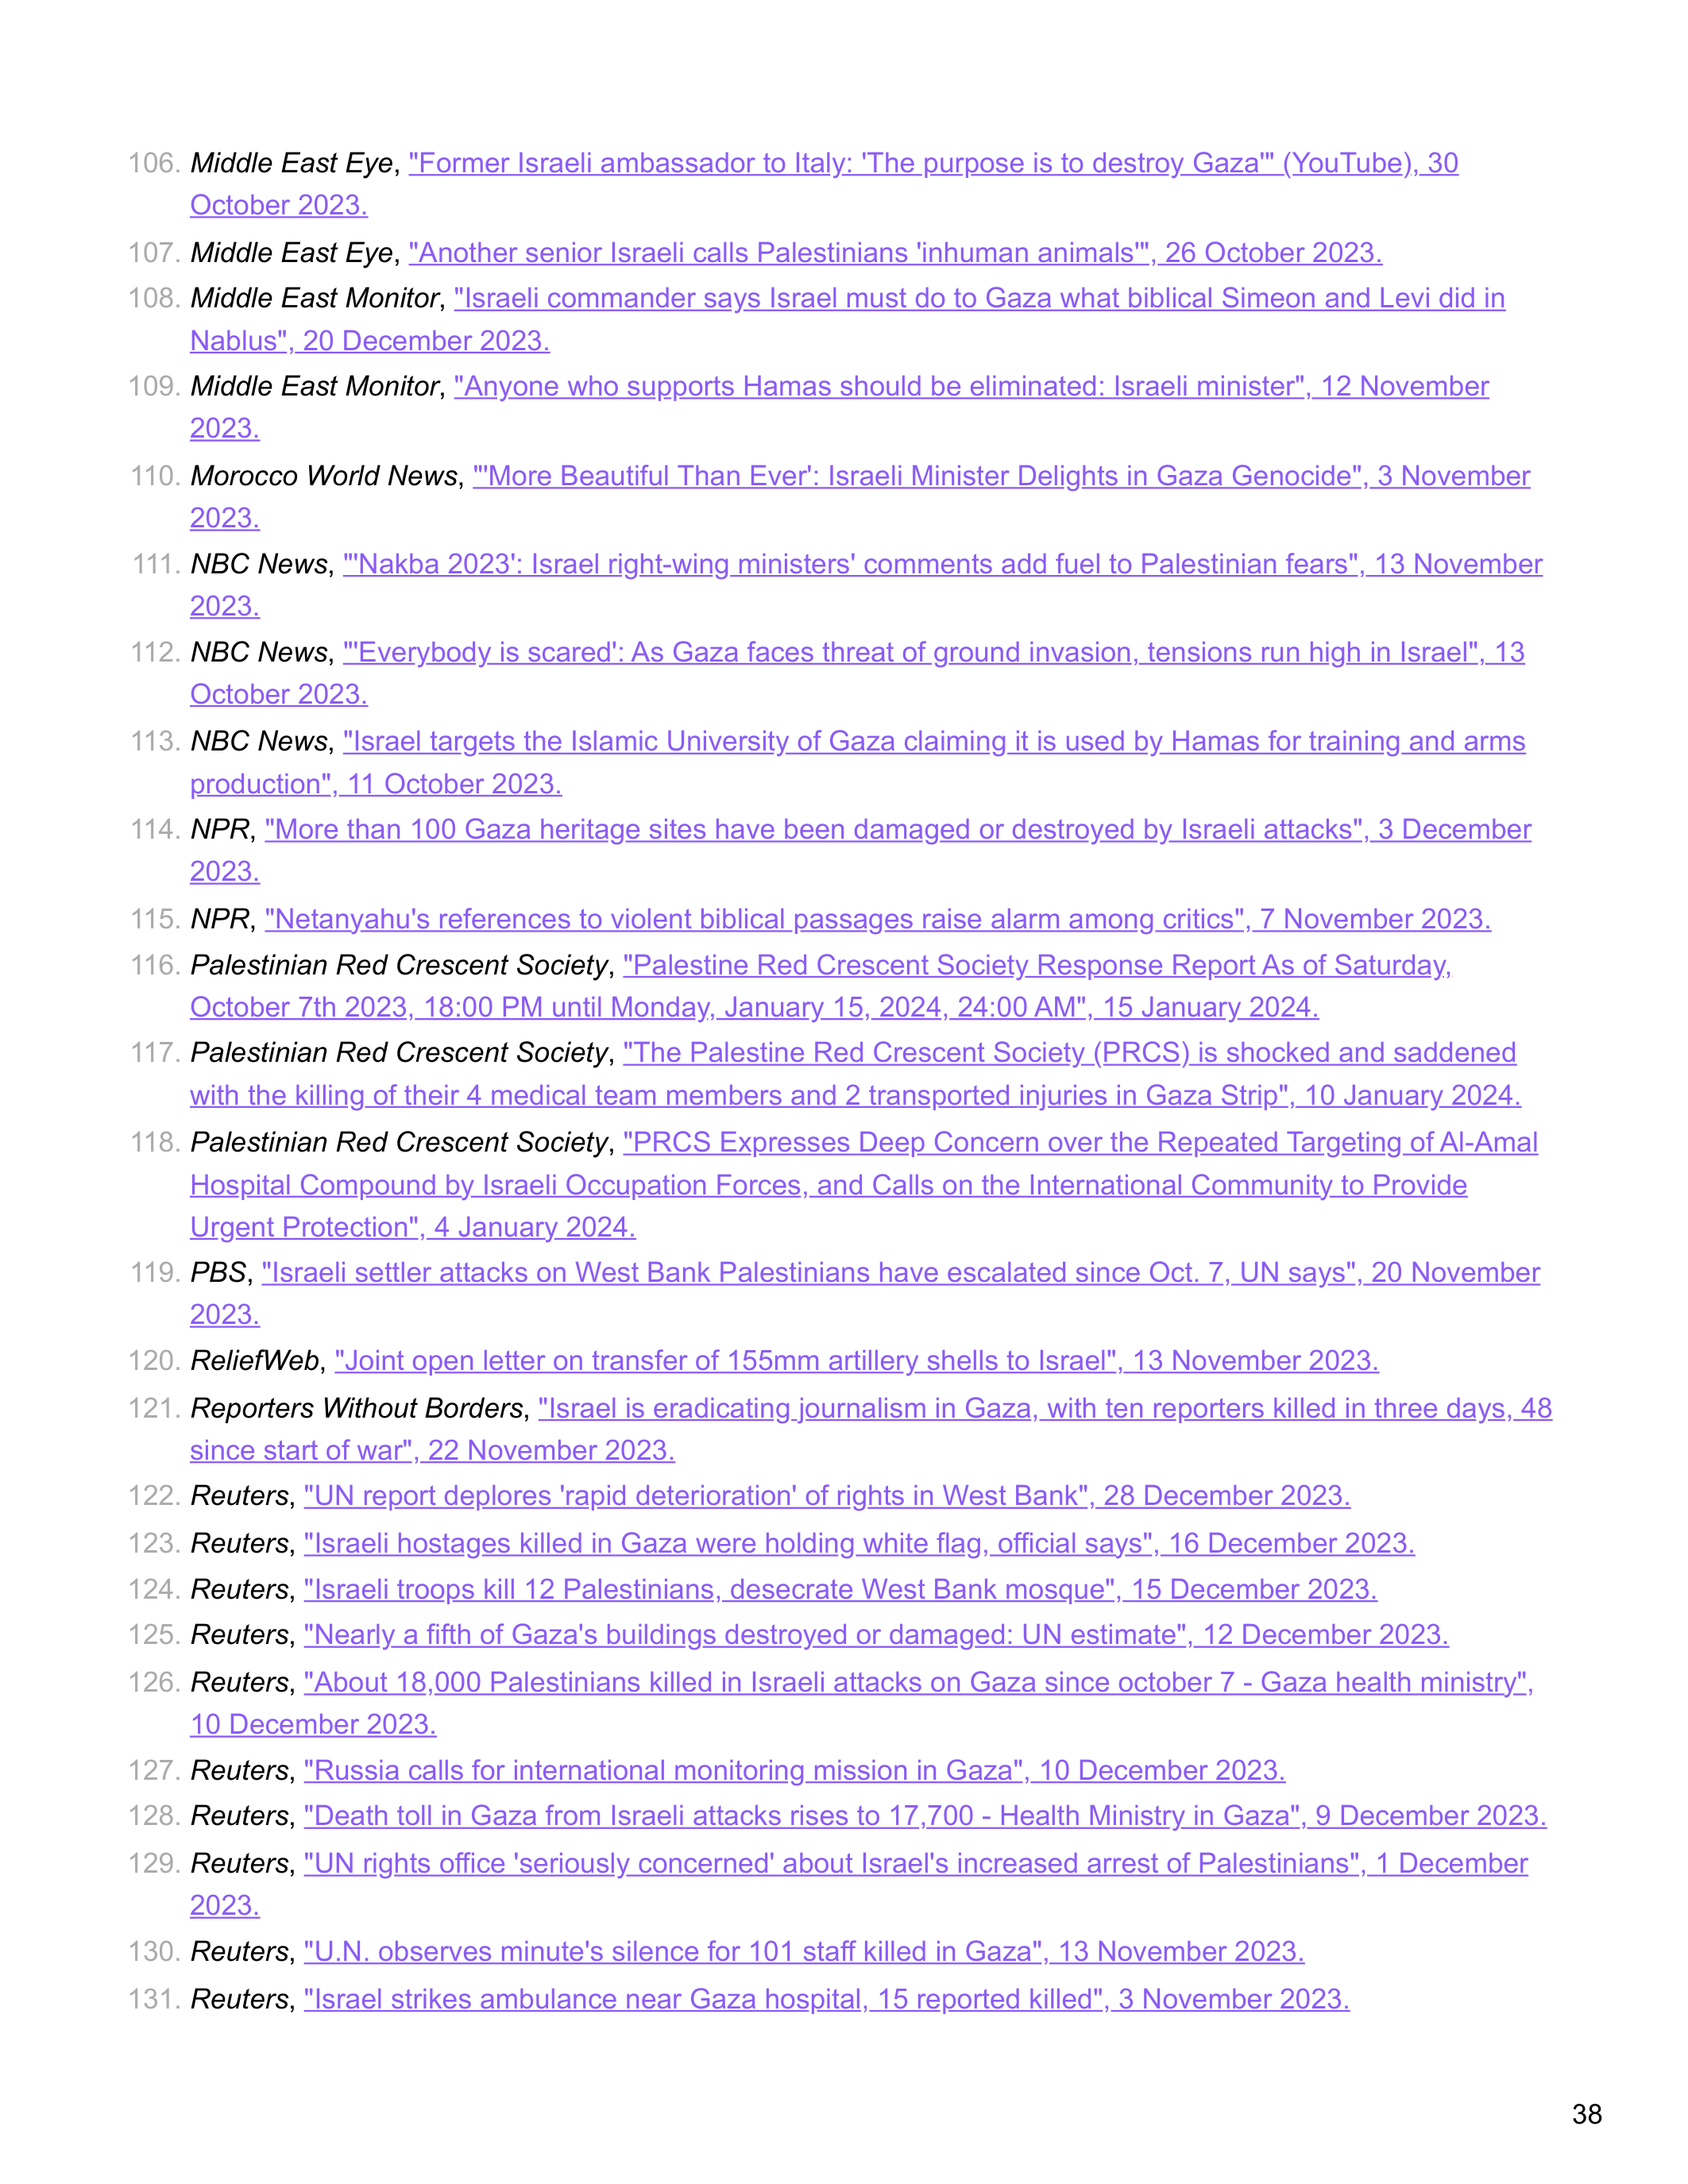 106. Middle East Eye, "Former Israeli ambassador to Italy: 'The purpose is to destroy Gaza'" (YouTube), 30
October 2023.
107. Middle East Eye, "Another senior Israeli calls Palestinians 'inhuman animals'", 26 October 2023.
108. Middle East Monitor, "Israeli commander says Israel must do to Gaza what biblical Simeon and Levi did in
Nablus", 20 December 2023.
109. Middle East Monitor, "Anyone who supports Hamas should be eliminated: Israeli minister", 12 November
2023.
110. Morocco World News, "'More Beautiful Than Ever': Israeli Minister Delights in Gaza Genocide", 3 November
2023.
111. NBC News, "'Nakba 2023': Israel right-wing ministers' comments add fuel to Palestinian fears", 13 November
2023.
112. NBC News, "'Everybody is scared': As Gaza faces threat of ground invasion, tensions run high in Israel", 13
October 2023.
113. NBC News, "Israel targets the Islamic University of Gaza claiming it is used by Hamas for training and arms
production", 11 October 2023.
114. NPR, "More than 100 Gaza heritage sites have been damaged or destroyed by Israeli attacks", 3 December
2023.
115. NPR, "Netanyahu's references to violent biblical passages raise alarm among critics", 7 November 2023.
116. Palestinian Red Crescent Society, "Palestine Red Crescent Society Response Report As of Saturday,
October 7th 2023, 18:00 PM until Monday, January 15, 2024, 24:00 AM", 15 January 2024.
117. Palestinian Red Crescent Society, "The Palestine Red Crescent Society (PRCS) is shocked and saddened
with the killing of their 4 medical team members and 2 transported injuries in Gaza Strip", 10 January 2024.
118. Palestinian Red Crescent Society, "PRCS Expresses Deep Concern over the Repeated Targeting of Al-Amal
Hospital Compound by Israeli Occupation Forces, and Calls on the International Community to Provide
Urgent Protection", 4 January 2024.
119. PBS, "Israeli settler attacks on West Bank Palestinians have escalated since Oct. 7, UN says", 20 November
2023.
120. ReliefWeb, "Joint open letter on transfer of 155mm artillery shells to Israel", 13 November 2023.
121. Reporters Without Borders, "Israel is eradicating journalism in Gaza, with ten reporters killed in three days, 48
since start of war", 22 November 2023.
122. Reuters, "UN report deplores 'rapid deterioration' of rights in West Bank", 28 December 2023.
123. Reuters, "Israeli hostages killed in Gaza were holding white flag, official says", 16 December 2023.
124. Reuters, "Israeli troops kill 12 Palestinians, desecrate West Bank mosque", 15 December 2023.
125. Reuters, "Nearly a fifth of Gaza's buildings destroyed or damaged: UN estimate", 12 December 2023.
126. Reuters, "About 18,000 Palestinians killed in Israeli attacks on Gaza since october 7 - Gaza health ministry",
10 December 2023.
127. Reuters, "Russia calls for international monitoring mission in Gaza", 10 December 2023.
128. Reuters, "Death toll in Gaza from Israeli attacks rises to 17,700 - Health Ministry in Gaza", 9 December 2023.
129. Reuters, "UN rights office 'seriously concerned' about Israel's increased arrest of Palestinians", 1 December
2023.
130. Reuters, "U.N. observes minute's silence for 101 staff killed in Gaza", 13 November 2023.
131. Reuters, "Israel strikes ambulance near Gaza hospital, 15 reported killed", 3 November 2023.
38